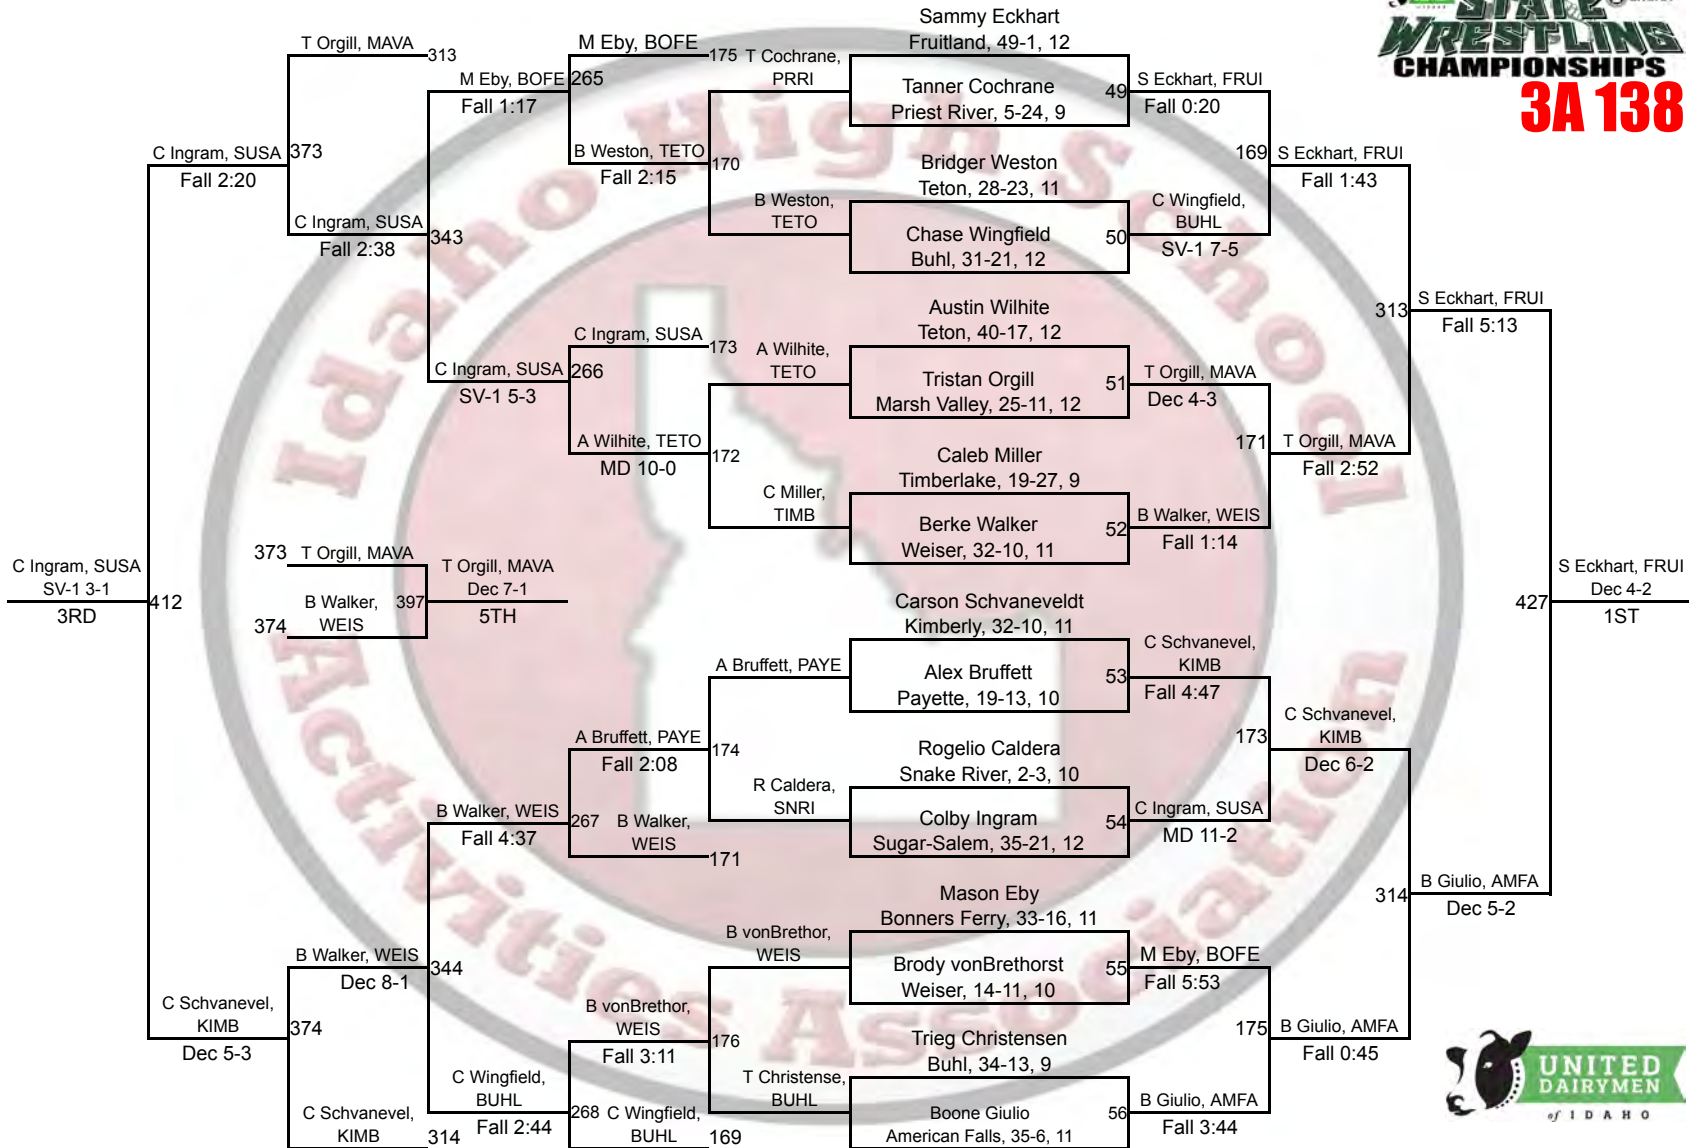 STATE
WRESTLING
CHAMPIONSHIPS
3A 138
Idaho High School
Activities Association
Sammy Eckhart
Fruitland, 49-1, 12
Tanner Cochrane
Priest River, 5-24, 9
49
S Eckhart, FRUI
Fall 0:20
Bridger Weston
Teton, 28-23, 11
Chase Wingfield
Buhl, 31-21, 12
50
C Wingfield,
BUHL
SV-1 7-5
169
S Eckhart, FRUI
Fall 1:43
Austin Wilhite
Teton, 40-17, 12
Tristan Orgill
Marsh Valley, 25-11, 12
51
T Orgill, MAVA
Dec 4-3
Caleb Miller
Timberlake, 19-27, 9
Berke Walker
Weiser, 32-10, 11
52
B Walker, WEIS
Fall 1:14
171
T Orgill, MAVA
Fall 2:52
313
S Eckhart, FRUI
Fall 5:13
Carson Schvaneveldt
Kimberly, 32-10, 11
Alex Bruffett
Payette, 19-13, 10
53
C Schvanevel,
KIMB
Fall 4:47
Rogelio Caldera
Snake River, 2-3, 10
Colby Ingram
Sugar-Salem, 35-21, 12
54
C Ingram, SUSA
MD 11-2
173
C Schvanevel,
KIMB
Dec 6-2
Mason Eby
Bonners Ferry, 33-16, 11
Brody vonBrethorst
Weiser, 14-11, 10
55
M Eby, BOFE
Fall 5:53
Trieg Christensen
Buhl, 34-13, 9
Boone Giulio
American Falls, 35-6, 11
56
B Giulio, AMFA
Fall 3:44
175
B Giulio, AMFA
Fall 0:45
314
B Giulio, AMFA
Dec 5-2
427
S Eckhart, FRUI
Dec 4-2
1ST
T Cochrane,
PRRI
B Weston,
TETO
170
B Weston, TETO
Fall 2:15
M Eby, BOFE
175
265
M Eby, BOFE
Fall 1:17
A Wilhite,
TETO
C Miller,
TIMB
172
A Wilhite, TETO
MD 10-0
C Ingram, SUSA
173
266
C Ingram, SUSA
SV-1 5-3
343
C Ingram, SUSA
Fall 2:38
T Orgill, MAVA
313
373
C Ingram, SUSA
Fall 2:20
373
T Orgill, MAVA
374
B Walker,
WEIS
397
T Orgill, MAVA
Dec 7-1
5TH
C Ingram, SUSA
SV-1 3-1
3RD
412
A Bruffett, PAYE
R Caldera,
SNRI
174
A Bruffett, PAYE
Fall 2:08
B Walker,
WEIS
171
267
B Walker, WEIS
Fall 4:37
B vonBrethor,
WEIS
T Christense,
BUHL
176
B vonBrethor,
WEIS
Fall 3:11
C Wingfield,
BUHL
169
268
C Wingfield,
BUHL
Fall 2:44
344
B Walker, WEIS
Dec 8-1
C Schvanevel,
KIMB
314
374
C Schvanevel,
KIMB
Dec 5-3
UNITED
DAIRYMEN
of IDAHO